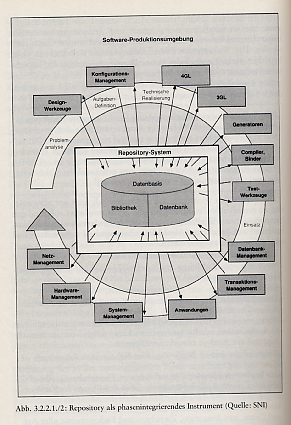 Software-Produktionsumgebung
Konfigurations-
Management
4GL
Technische
Realisierung
3GL
Design-
Werkzeuge
Aufgaben-
Definition
Generatoren
Problem-
analyse
Repository-System
Compiler,
Binder
Datenbasis
Test-
Werkzeuge
Bibliothek
Datenbank
Einsatz
Netz-
Management
Datenbank-
Management
Hardware-
Management
Transaktions-
Management
System-
Management
Anwendungen
Abb. 3.2.2.1./2: Repository als phasenintegrierendes Instrument (Quelle: SNI)